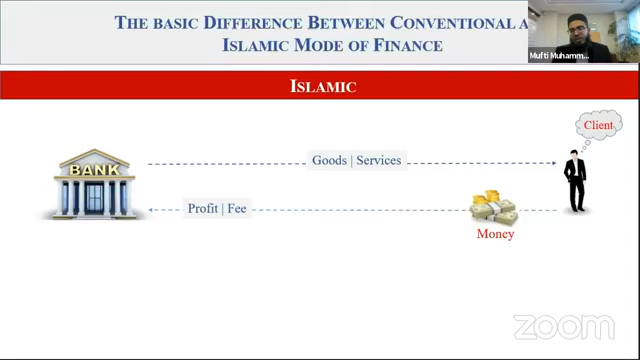 THE BASIC DIFFERENCE BETWEEN CONVENTIONAL A
ISLAMIC MODE OF FINANCE
Mufti Muhamm...
ISLAMIC
Client
Goods | Services
BANK
Profit | Fee
Money
zoom